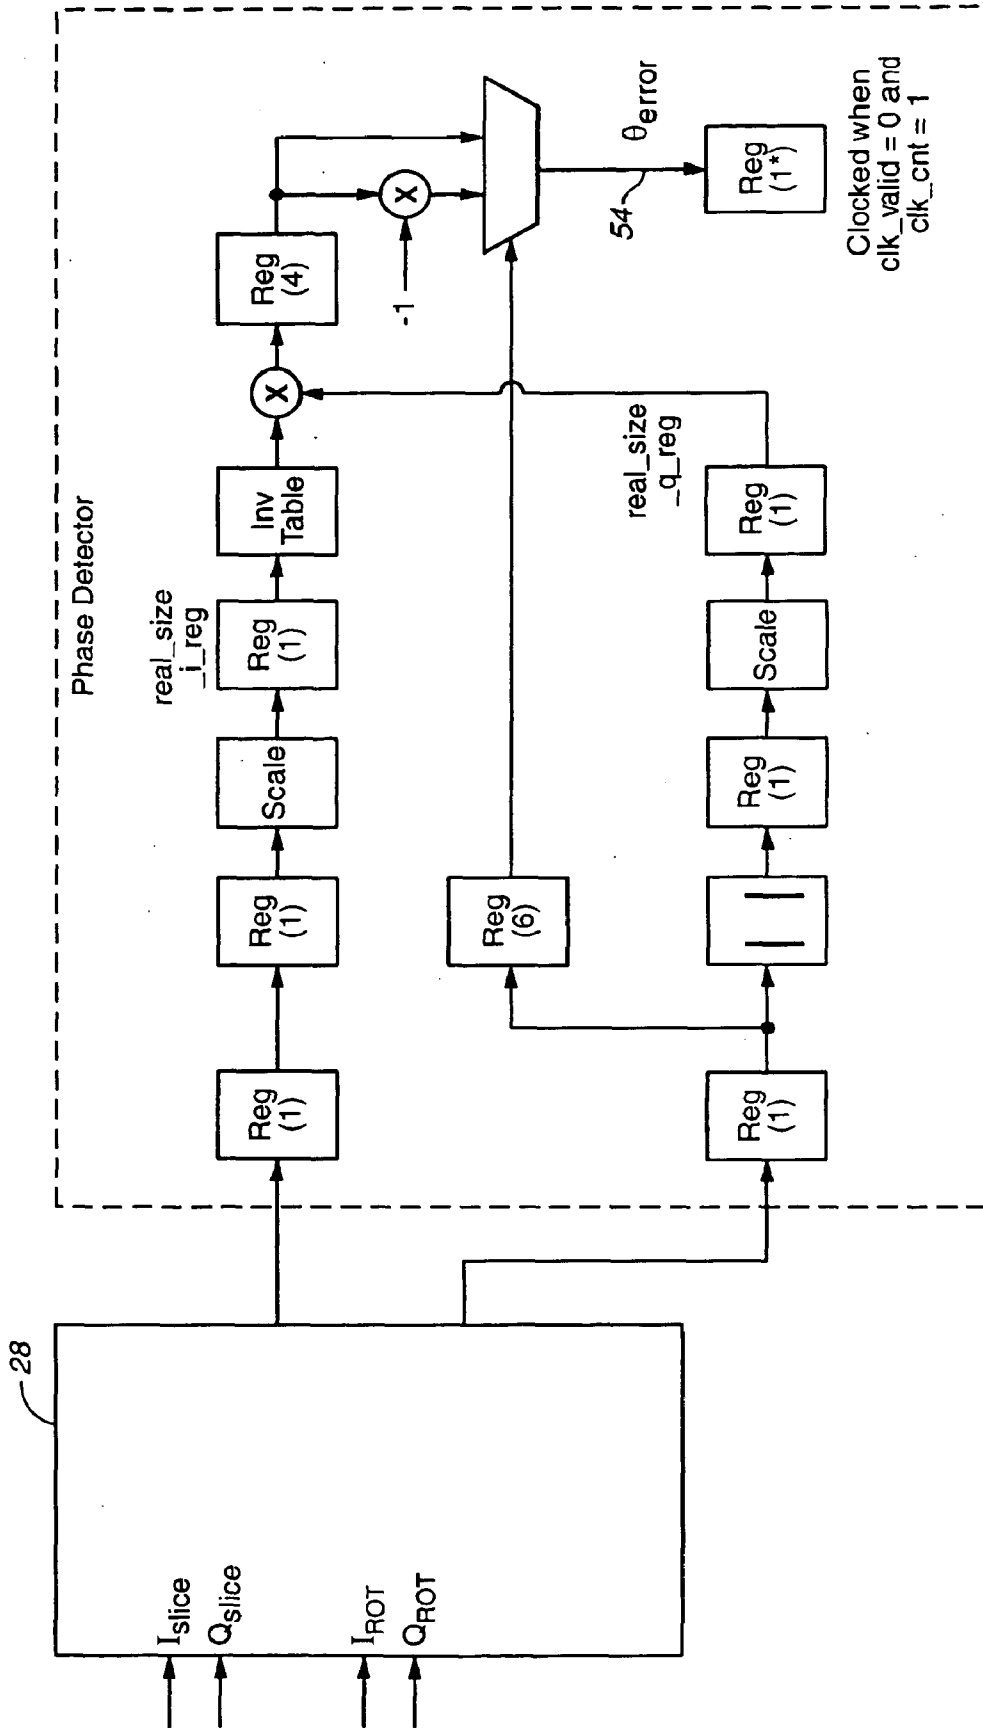 Phase Detector
28
I_slice
Q_slice
I_ROT
Q_ROT
Reg
(1)
Reg
(1)
Scale
real_size
_i_reg
Reg
(1)
Inv
Table
X
Reg
(4)
-1
X
Reg
(6)
Reg
(1)
| |
Reg
(1)
Scale
real_size
_q_reg
Reg
(1)
54
θerror
Reg
(1*)
Clocked when
clk_valid = 0 and
clk_cnt = 1